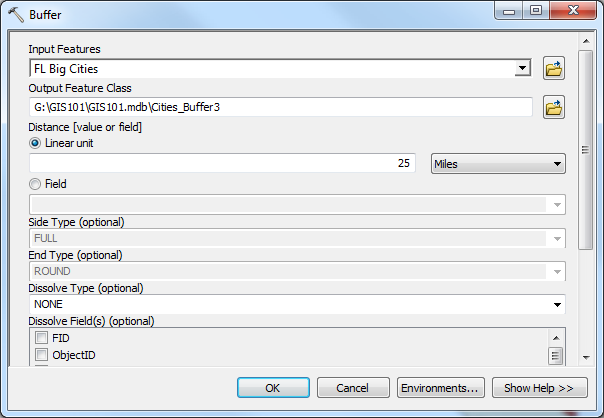 Buffer
Input Features
FL Big Cities
Output Feature Class
G:\GIS101\GIS101.mdb\Cities_Buffer3
Distance [value or field]
Linear unit
25 Miles
Field
Side Type (optional)
FULL
End Type (optional)
ROUND
Dissolve Type (optional)
NONE
Dissolve Field(s) (optional)
FID
ObjectID
OK Cancel Environments... Show Help >>